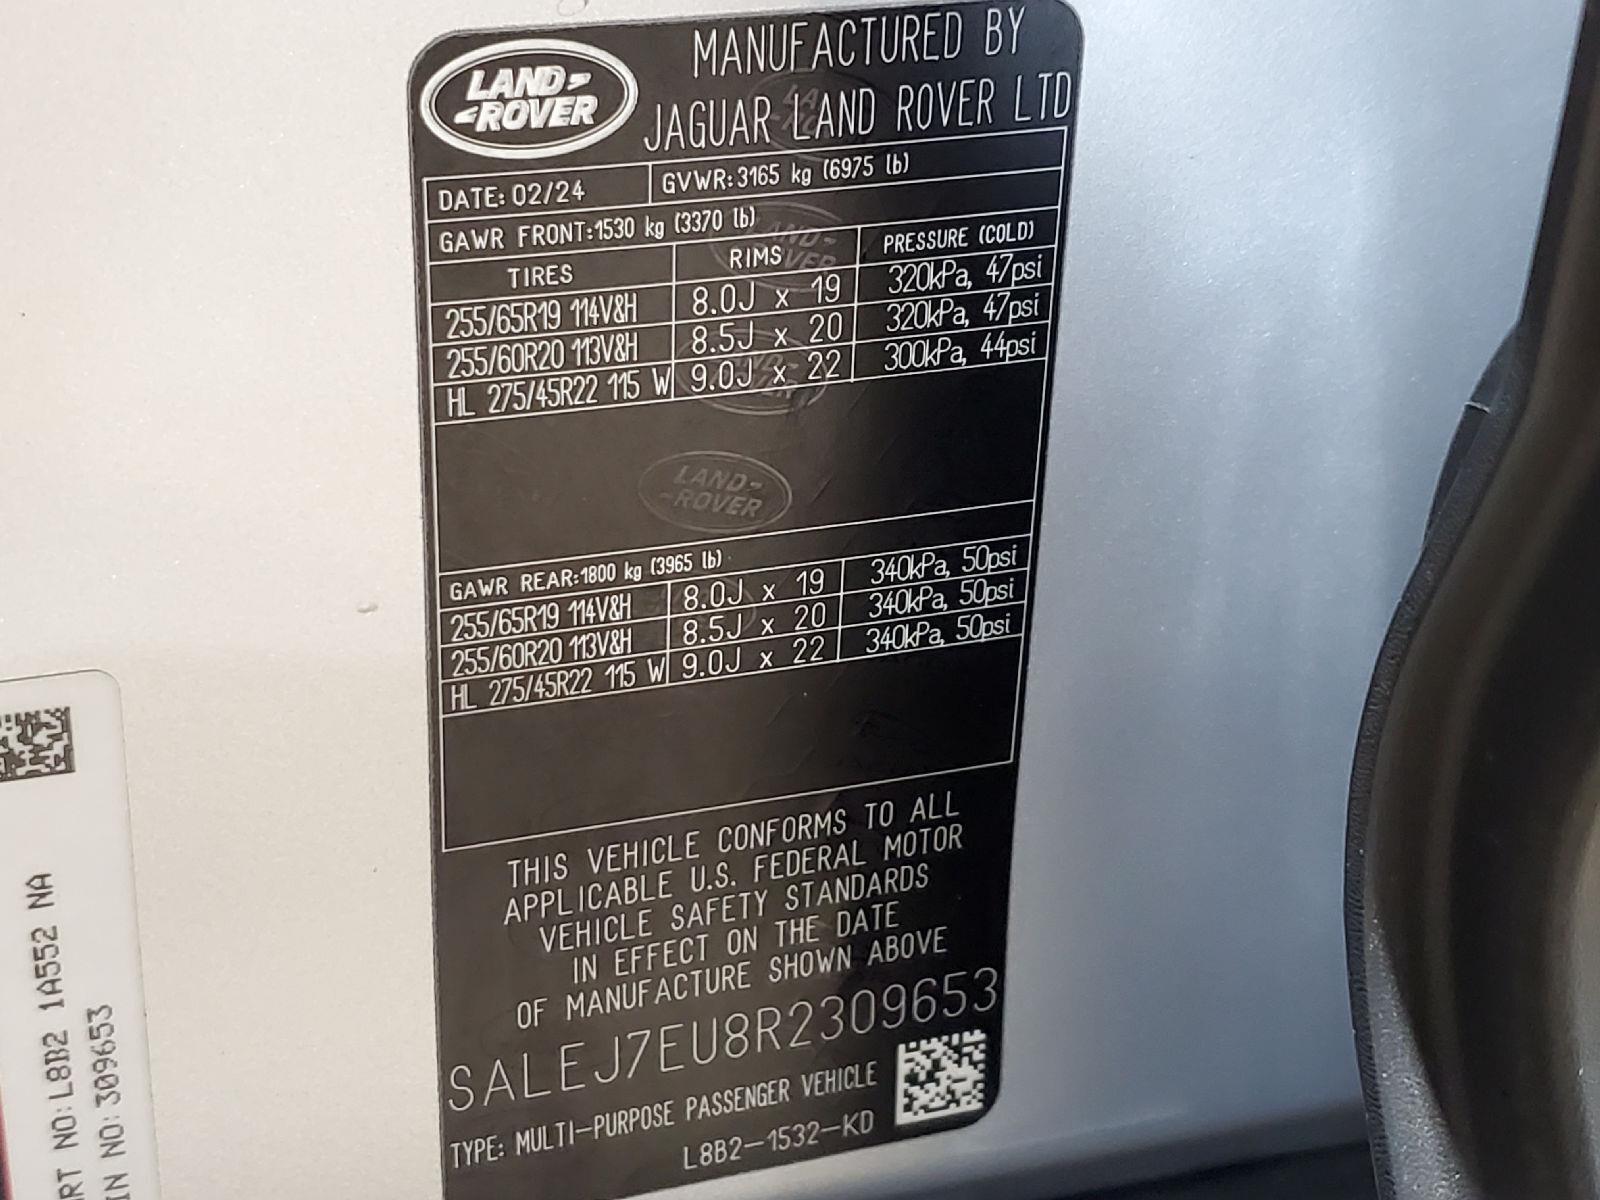 LAND-
-ROVER
MANUFACTURED BY
JAGUAR LAND ROVER LTD
DATE: 02/24
GVWR:3165 kg (6975 lb)
GAWR FRONT:1530 kg (3370 lb)
TIRES RIMS PRESSURE (COLD)
255/65R19 114V&H 8.0J x 19 320kPa, 47psi
255/60R20 113V&H 8.5J x 20 320kPa, 47psi
HL 275/45R22 115 W 9.0J x 22 300kPa, 44psi
LAND-
-ROVER
GAWR REAR:1800 kg (3965 lb)
255/65R19 114V&H 8.0J x 19 340kPa, 50psi
255/60R20 113V&H 8.5J x 20 340kPa, 50psi
HL 275/45R22 115 W 9.0J x 22 340kPa, 50psi
THIS VEHICLE CONFORMS TO ALL
APPLICABLE U.S. FEDERAL MOTOR
VEHICLE SAFETY STANDARDS
IN EFFECT ON THE DATE
OF MANUFACTURE SHOWN ABOVE
SALEJ7EU8R2309653
TYPE: MULTI-PURPOSE PASSENGER VEHICLE
L8B2-1532-KD
RT NO:L8B2 1A552 NA
IN NO:309653